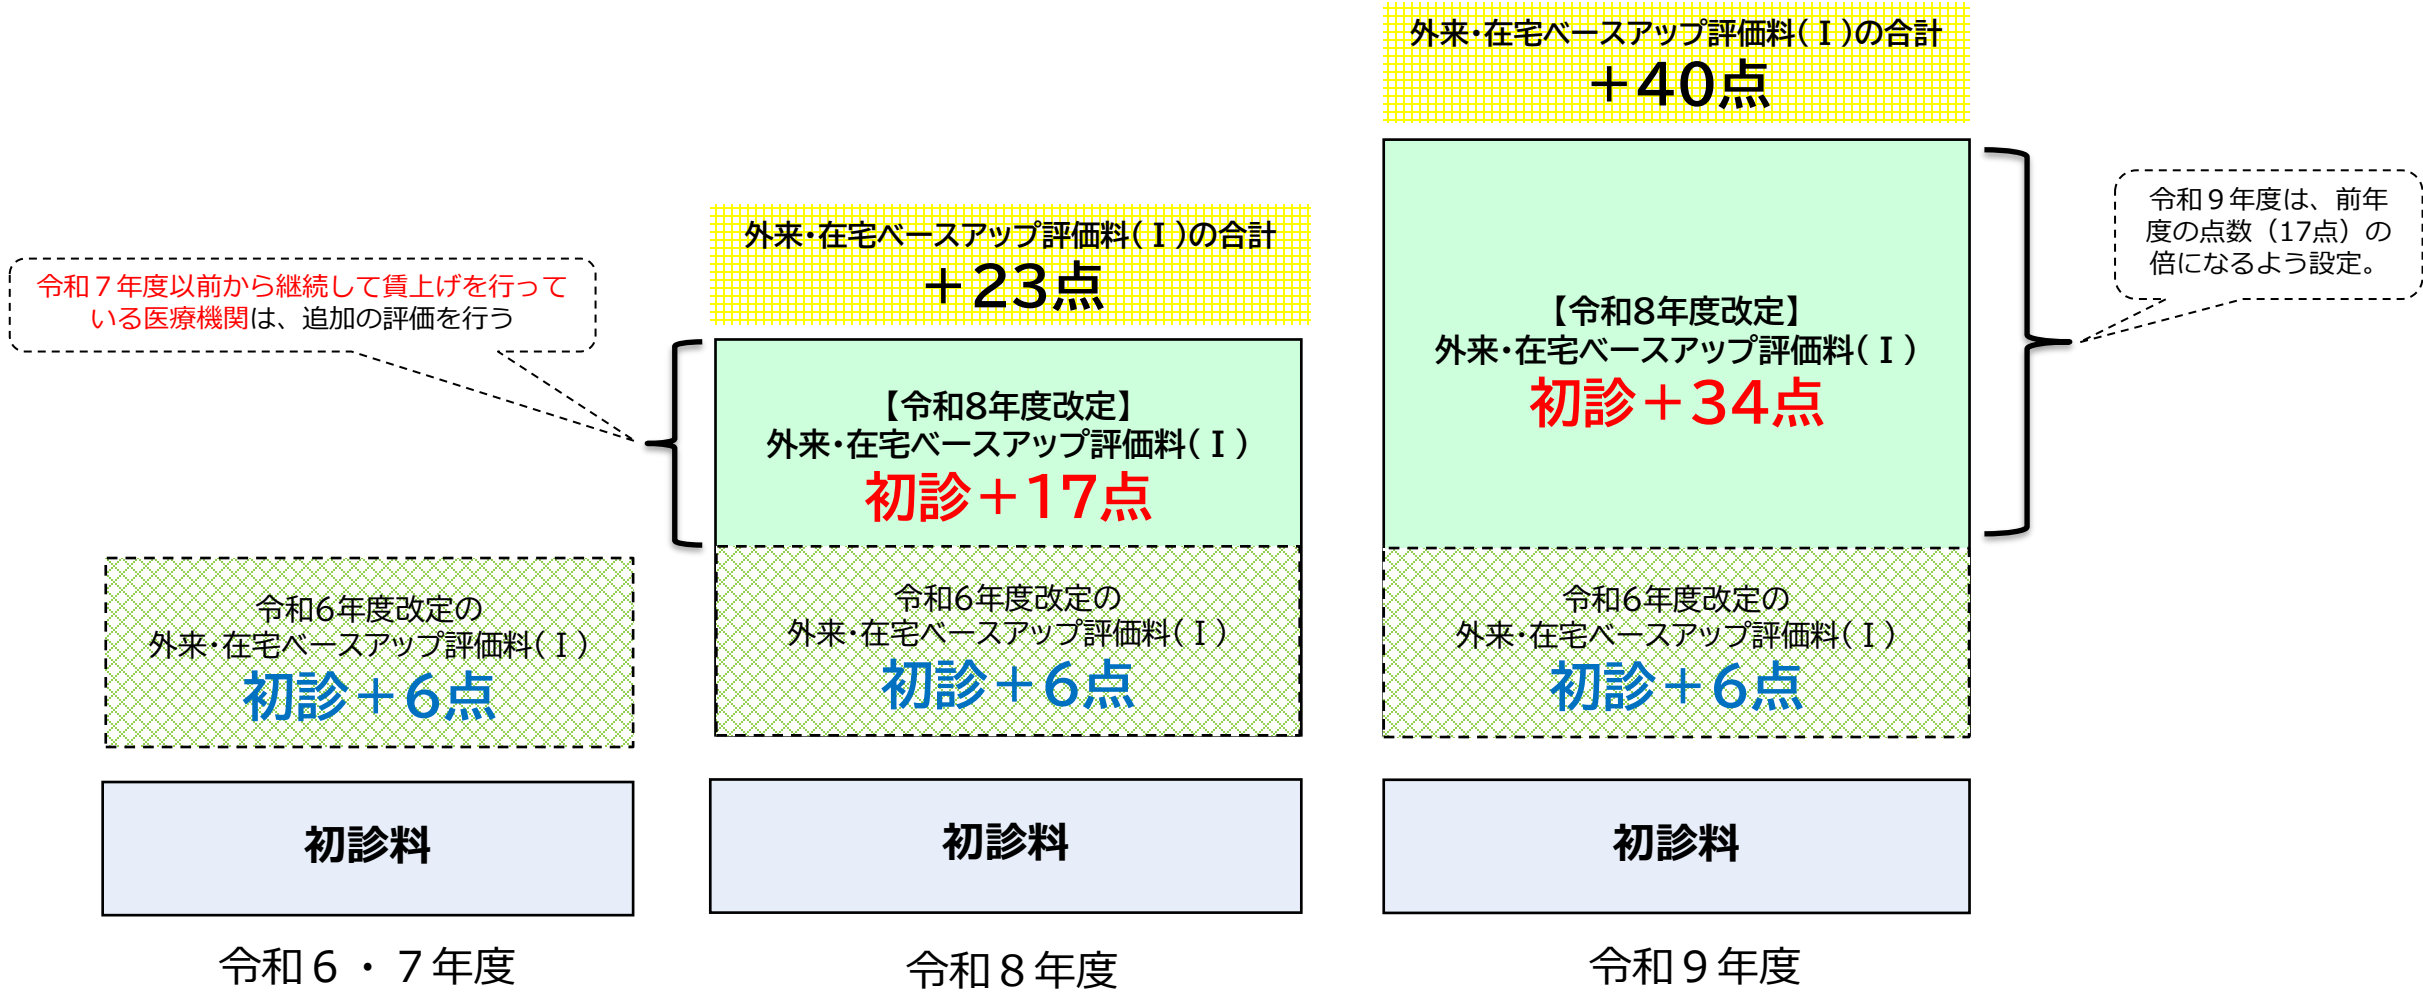 令和７年度以前から継続して賃上げを行って
いる医療機関は、追加の評価を行う
令和6年度改定の
外来･在宅ベースアップ評価料(Ⅰ)
初診＋6点
初診料
令和６・７年度
外来･在宅ベースアップ評価料(Ⅰ)の合計
＋23点
【令和8年度改定】
外来･在宅ベースアップ評価料(Ⅰ)
初診＋17点
令和6年度改定の
外来･在宅ベースアップ評価料(Ⅰ)
初診＋6点
初診料
令和８年度
外来･在宅ベースアップ評価料(Ⅰ)の合計
＋40点
【令和8年度改定】
外来･在宅ベースアップ評価料(Ⅰ)
初診＋34点
令和6年度改定の
外来･在宅ベースアップ評価料(Ⅰ)
初診＋6点
初診料
令和９年度
令和９年度は、前年
度の点数（17点）の
倍になるよう設定。